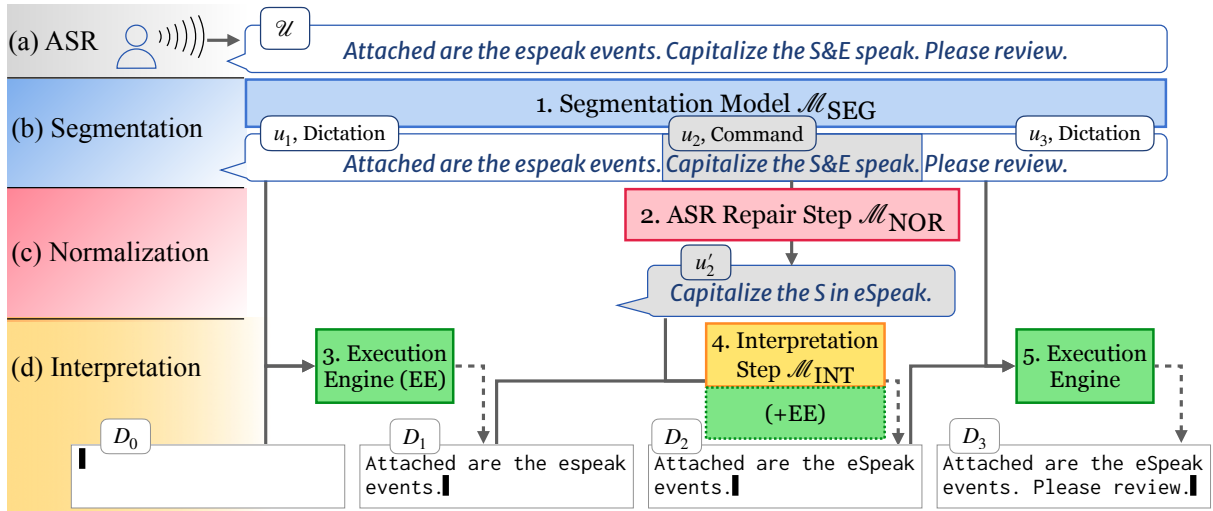 (a) ASR
𝒰
Attached are the espeak events. Capitalize the S&E speak. Please review.
(b) Segmentation
1. Segmentation Model ℳSEG
u1, Dictation
u2, Command
u3, Dictation
Attached are the espeak events. Capitalize the S&E speak. Please review.
(c) Normalization
2. ASR Repair Step ℳNOR
u′2
Capitalize the S in eSpeak.
(d) Interpretation
3. Execution
Engine (EE)
4. Interpretation
Step ℳINT
(+EE)
5. Execution
Engine
D0
D1
Attached are the espeak
events.
D2
Attached are the eSpeak
events.
D3
Attached are the eSpeak
events. Please review.